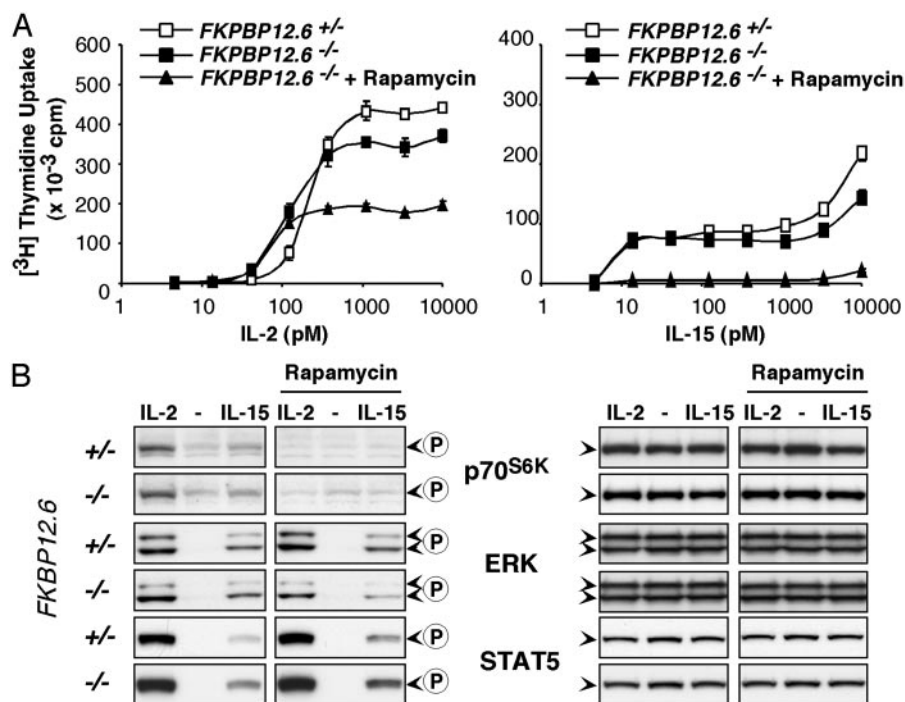 A
FKPBP12.6 +/-
FKPBP12.6 -/-
FKPBP12.6 -/- + Rapamycin
[3H] Thymidine Uptake
(x 10-3 cpm)
600
500
400
300
200
100
0
1 10 100 1000 10000
IL-2 (pM)
FKPBP12.6 +/-
FKPBP12.6 -/-
FKPBP12.6 -/- + Rapamycin
400
300
200
100
0
1 10 100 1000 10000
IL-15 (pM)
B
Rapamycin
IL-2 - IL-15 IL-2 - IL-15
FKBP12.6
+/- P
-/- P
+/- P
-/- P
+/- P
-/- P
Rapamycin
IL-2 - IL-15 IL-2 - IL-15
p70S6K
ERK
STAT5